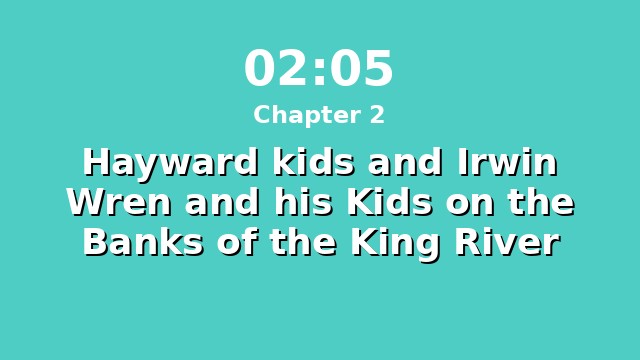 02:05
Chapter 2
Hayward kids and Irwin
Wren and his Kids on the
Banks of the King River